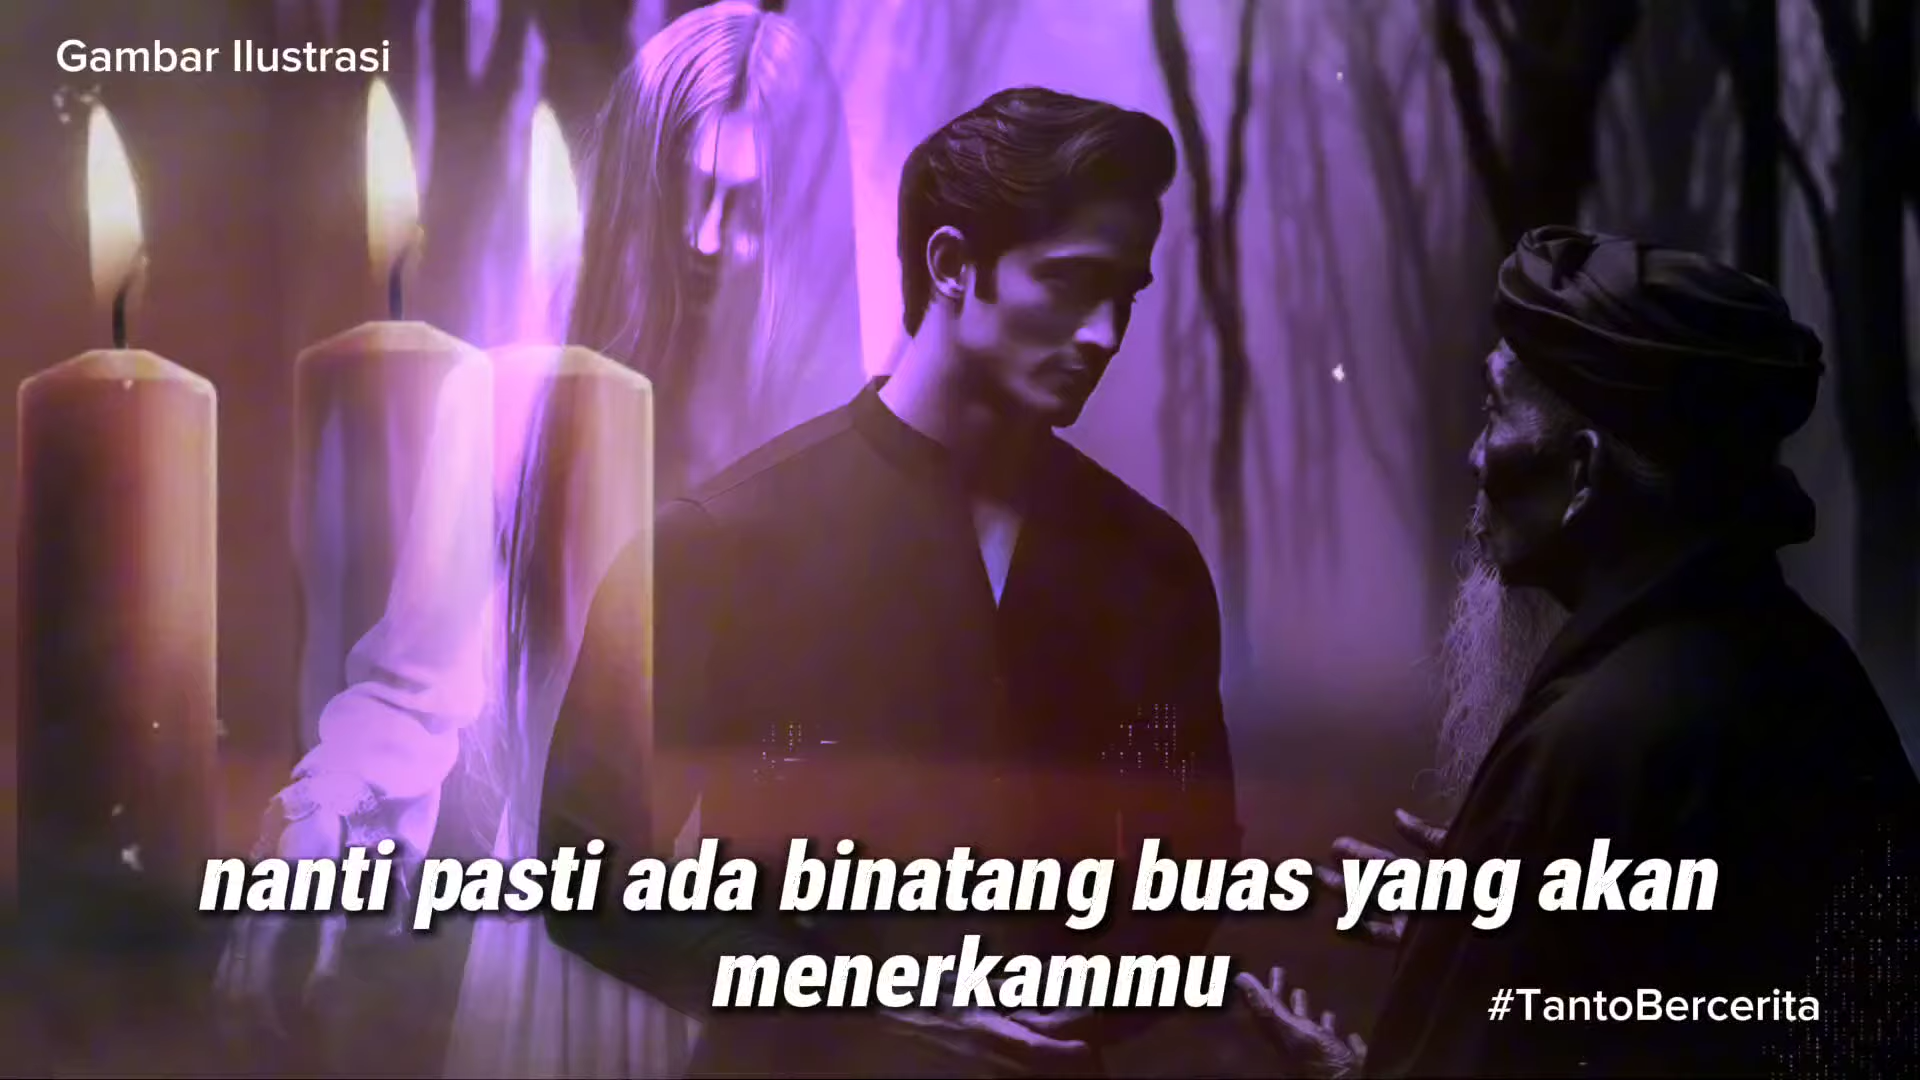 Gambar Ilustrasi
nanti pasti ada binatang buas yang akan
menerkammu
#TantoBercerita